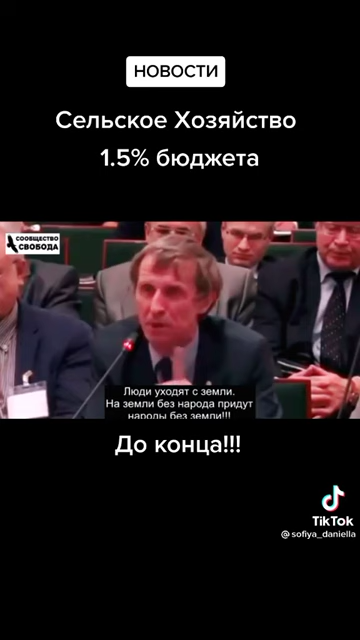 НОВОСТИ
Сельское Хозяйство
1.5% бюджета
СООБЩЕСТВО
СВОБОДА
Люди уходят с земли.
На земли без народа придут
народы без земли!!!
До конца!!!
TikTok
@sofiya_daniella